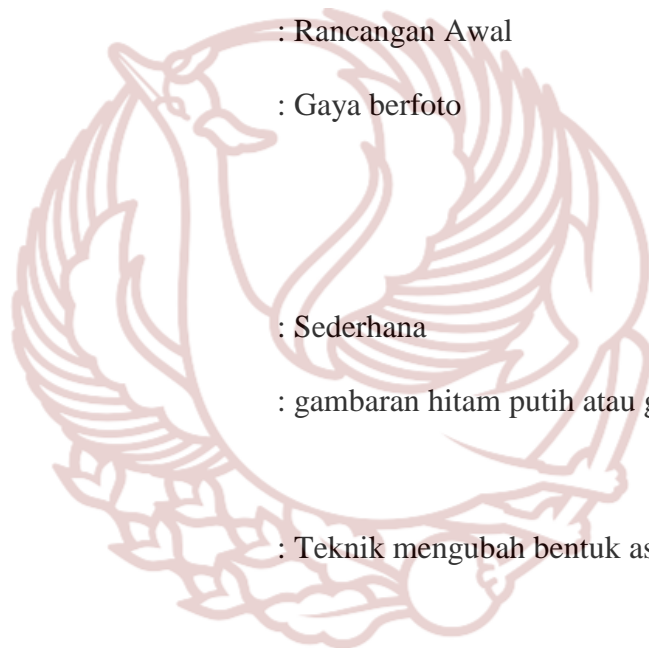 : Rancangan Awal
: Gaya berfoto
: Sederhana
: gambaran hitam putih atau
: Teknik mengubah bentuk